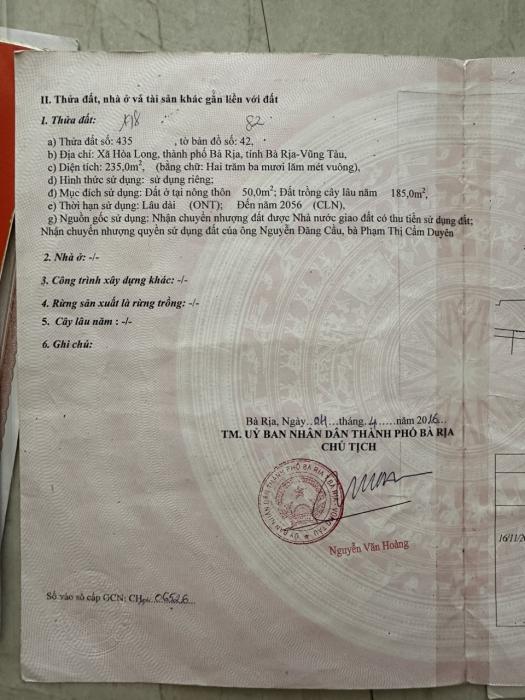 II. Thửa đất, nhà ở và tài sản khác gắn liền với đất
1. Thửa đất:
82
a) Thửa đất số: 435 , tờ bản đồ số: 42,
b) Địa chỉ: Xã Hòa Long, thành phố Bà Rịa, tỉnh Bà Rịa-Vũng Tàu,
c) Diện tích: 235,0m², (bằng chữ: Hai trăm ba mươi lăm mét vuông),
d) Hình thức sử dụng: sử dụng riêng;
đ) Mục đích sử dụng: Đất ở tại nông thôn 50,0m²; Đất trồng cây lâu năm 185,0m²,
e) Thời hạn sử dụng: Lâu dài (ONT); Đến năm 2056 (CLN),
g) Nguồn gốc sử dụng: Nhận chuyển nhượng đất được Nhà nước giao đất có thu tiền sử dụng đất;
Nhận chuyển nhượng quyền sử dụng đất của ông Nguyễn Đăng Cầu, bà Phạm Thị Cẩm Duyên
2. Nhà ở: -/-
3. Công trình xây dựng khác: -/-
4. Rừng sản xuất là rừng trồng: -/-
5. Cây lâu năm : -/-
6. Ghi chú:
Bà Rịa, Ngày..04...tháng..4.....năm 2016..
TM. UỶ BAN NHÂN DÂN THÀNH PHỐ BÀ RỊA
CHỦ TỊCH
Nguyễn Văn Hoàng
Số vào sổ cấp GCN: CH 06526
16/11/20